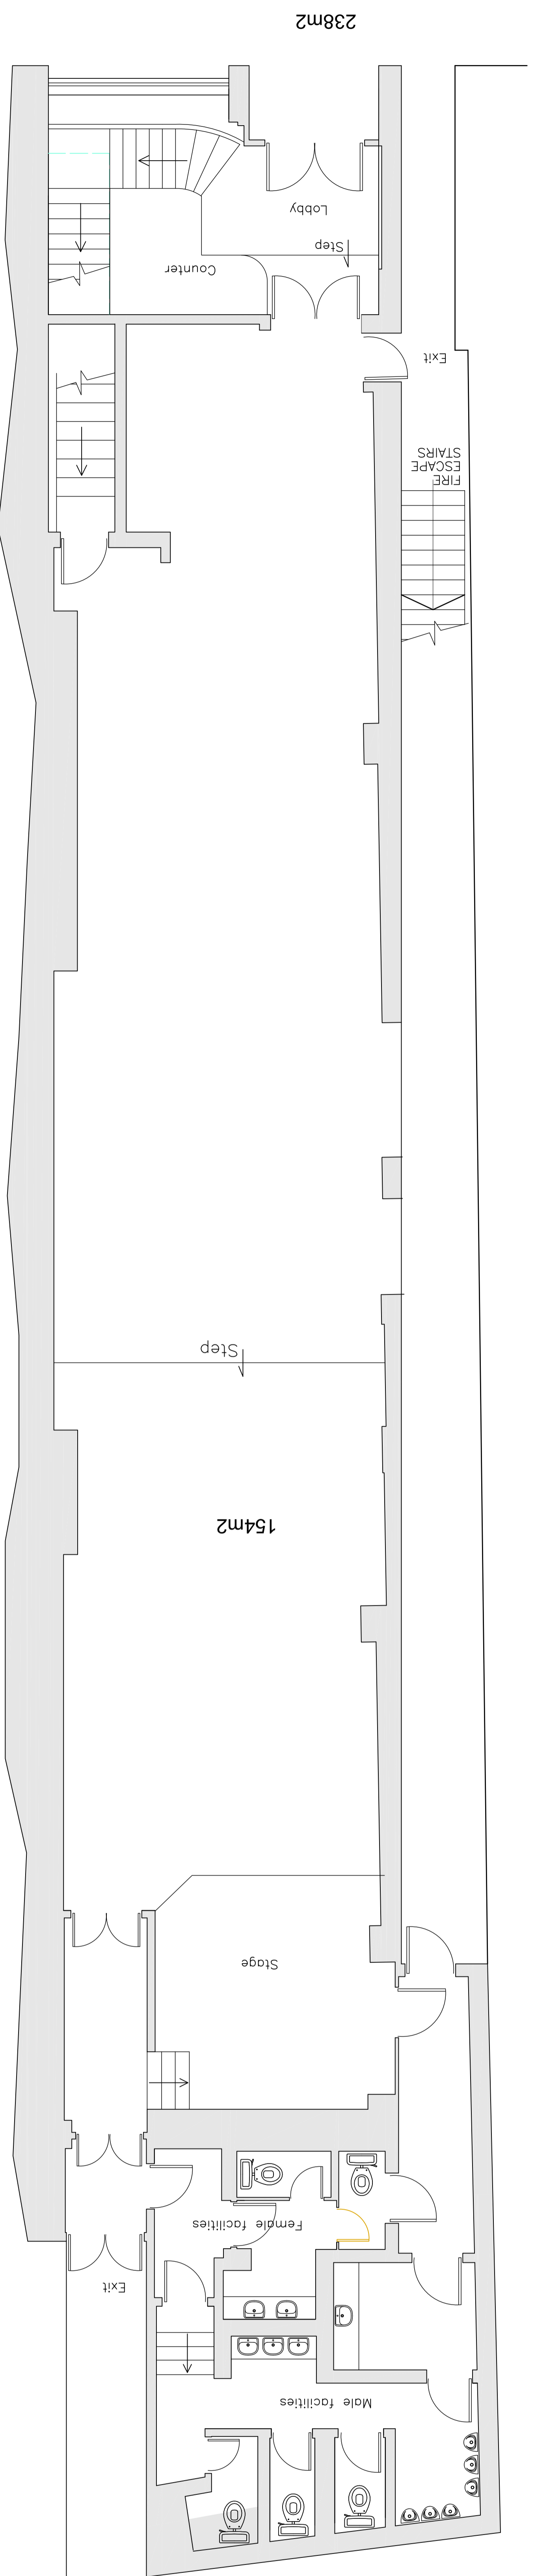 238m2
Lobby
Step
Counter
Exit
FIRE
ESCAPE
STAIRS
Step
154m2
Stage
Female facilities
Exit
Male facilities